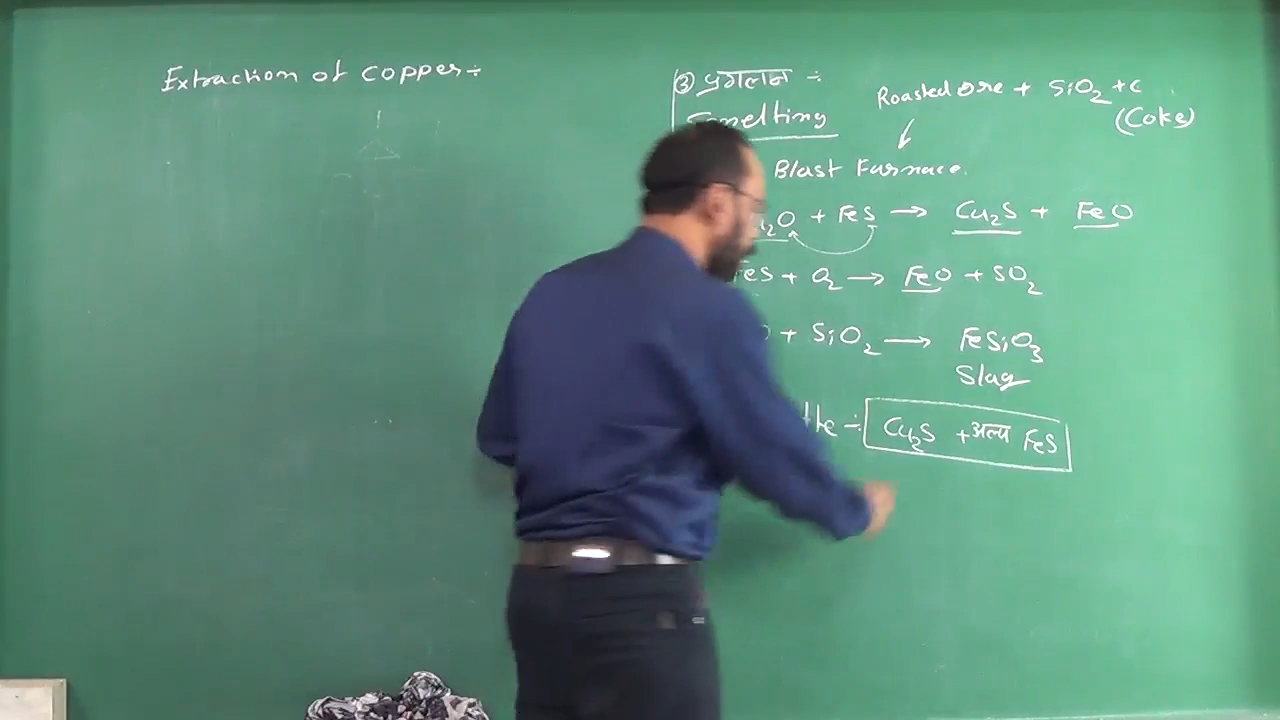 Extraction of copper ÷
③ प्रगलन ÷
Smelting
Roasted ore + SiO₂ + C
(Coke)
↓
Blast Furnace.
₂O + FeS → Cu₂S + FeO
FeS + O₂ → FeO + SO₂
O + SiO₂ → FeSiO₃
Slag
÷ Cu₂S + अल्प FeS